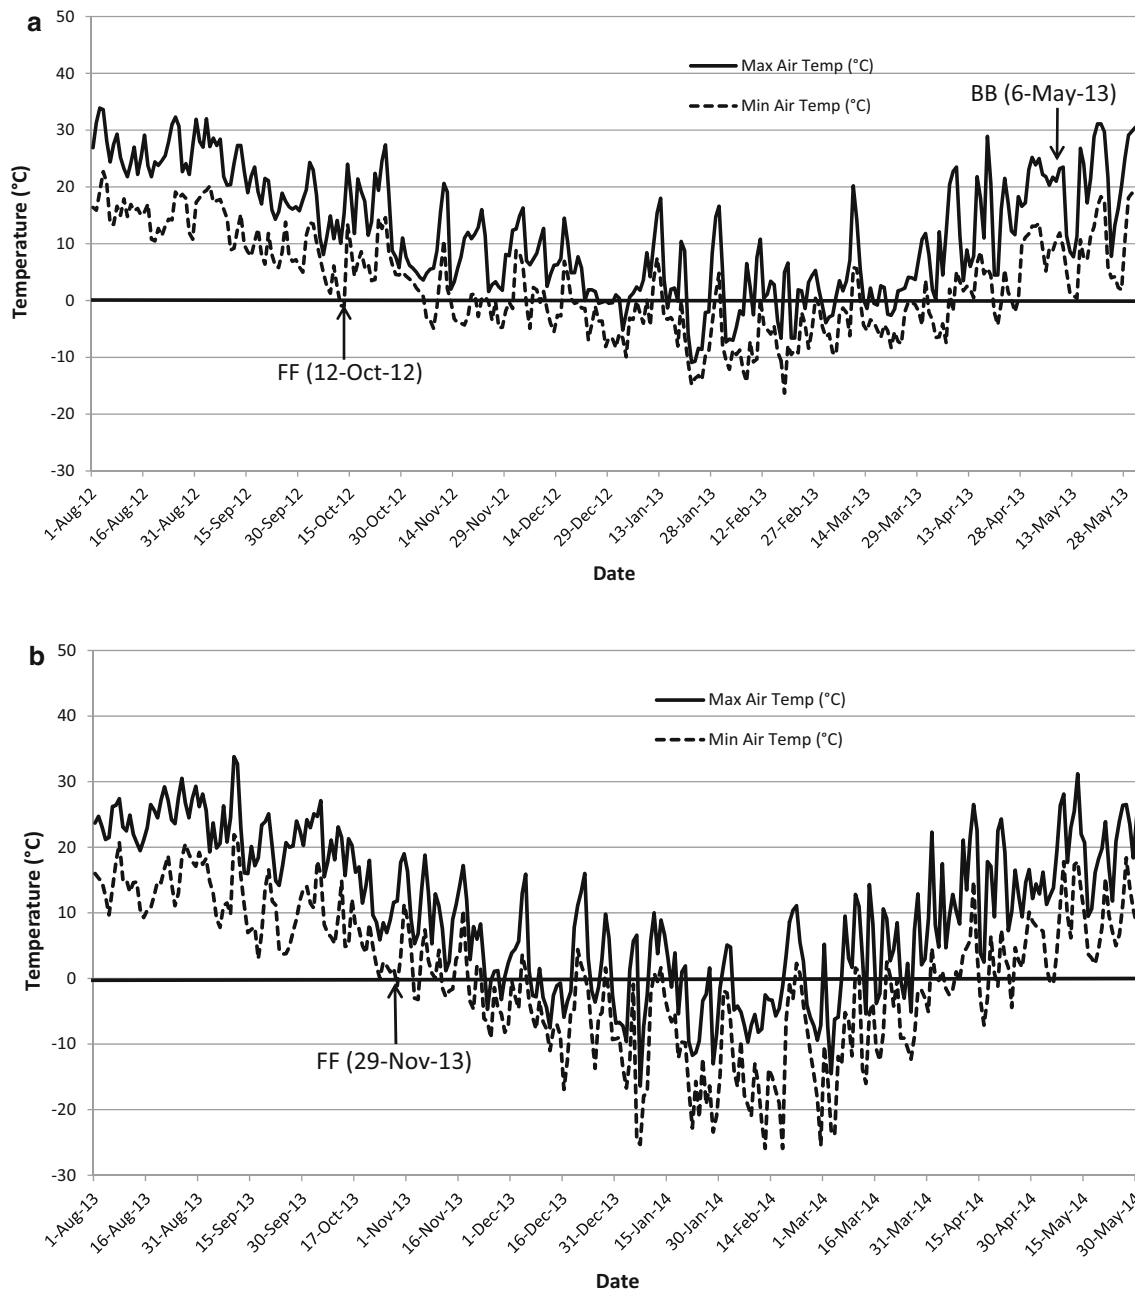 a
50
40
30
20
10
0
-10
-20
-30
Temperature (°C)
Max Air Temp (°C)
Min Air Temp (°C)
BB (6-May-13)
FF (12-Oct-12)
1-Aug-12
16-Aug-12
31-Aug-12
15-Sep-12
30-Sep-12
15-Oct-12
30-Oct-12
14-Nov-12
29-Nov-12
14-Dec-12
29-Dec-12
13-Jan-13
28-Jan-13
12-Feb-13
27-Feb-13
14-Mar-13
29-Mar-13
13-Apr-13
28-Apr-13
13-May-13
28-May-13
Date
b
50
40
30
20
10
0
-10
-20
-30
Temperature (°C)
Max Air Temp (°C)
Min Air Temp (°C)
FF (29-Nov-13)
1-Aug-13
16-Aug-13
31-Aug-13
15-Sep-13
30-Sep-13
17-Oct-13
1-Nov-13
16-Nov-13
1-Dec-13
16-Dec-13
31-Dec-13
15-Jan-14
30-Jan-14
14-Feb-14
1-Mar-14
16-Mar-14
31-Mar-14
15-Apr-14
30-Apr-14
15-May-14
30-May-14
Date